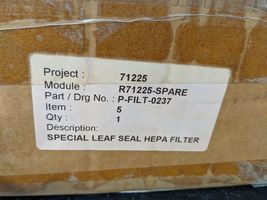 Project : 71225
Module : R71225-SPARE
Part / Drg No. : P-FILT-0237
Item : 5
Qty : 1
Description:
SPECIAL LEAF SEAL HEPA FILTER